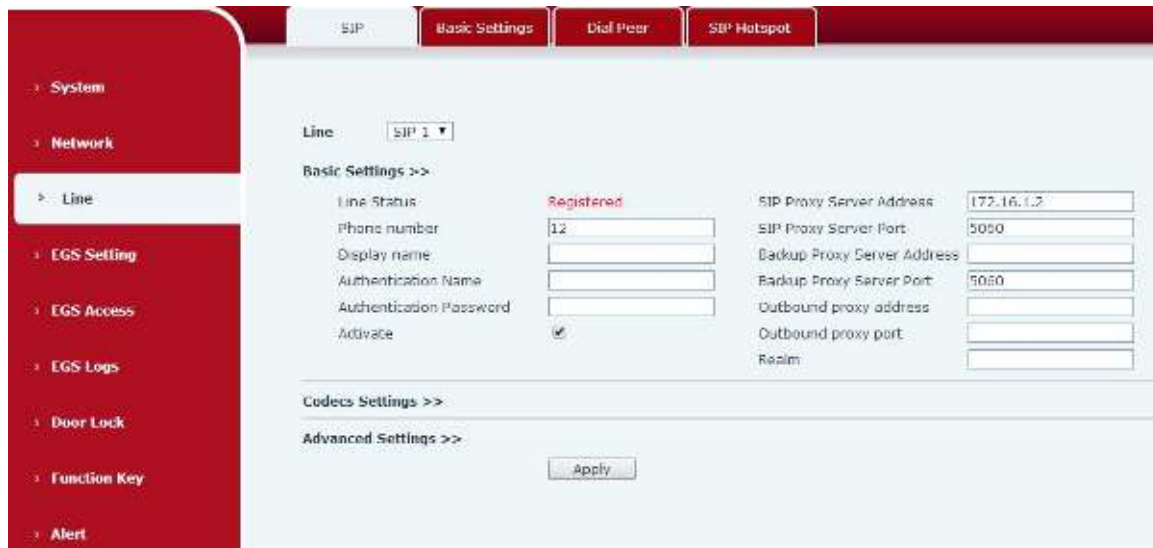 SIP
Basic Settings
Dial Peer
SIP Hotspot
System
Network
Line
EGS Setting
EGS Access
EGS Logs
Door Lock
Function Key
Alert
Line SIP 1
Basic Settings >>
Line Status Registered SIP Proxy Server Address 172.16.1.2
Phone number 12 SIP Proxy Server Port 5060
Display name Backup Proxy Server Address
Authentication Name Backup Proxy Server Port 5060
Authentication Password Outbound proxy address
Activate Outbound proxy port
Realm
Codecs Settings >>
Advanced Settings >>
Apply